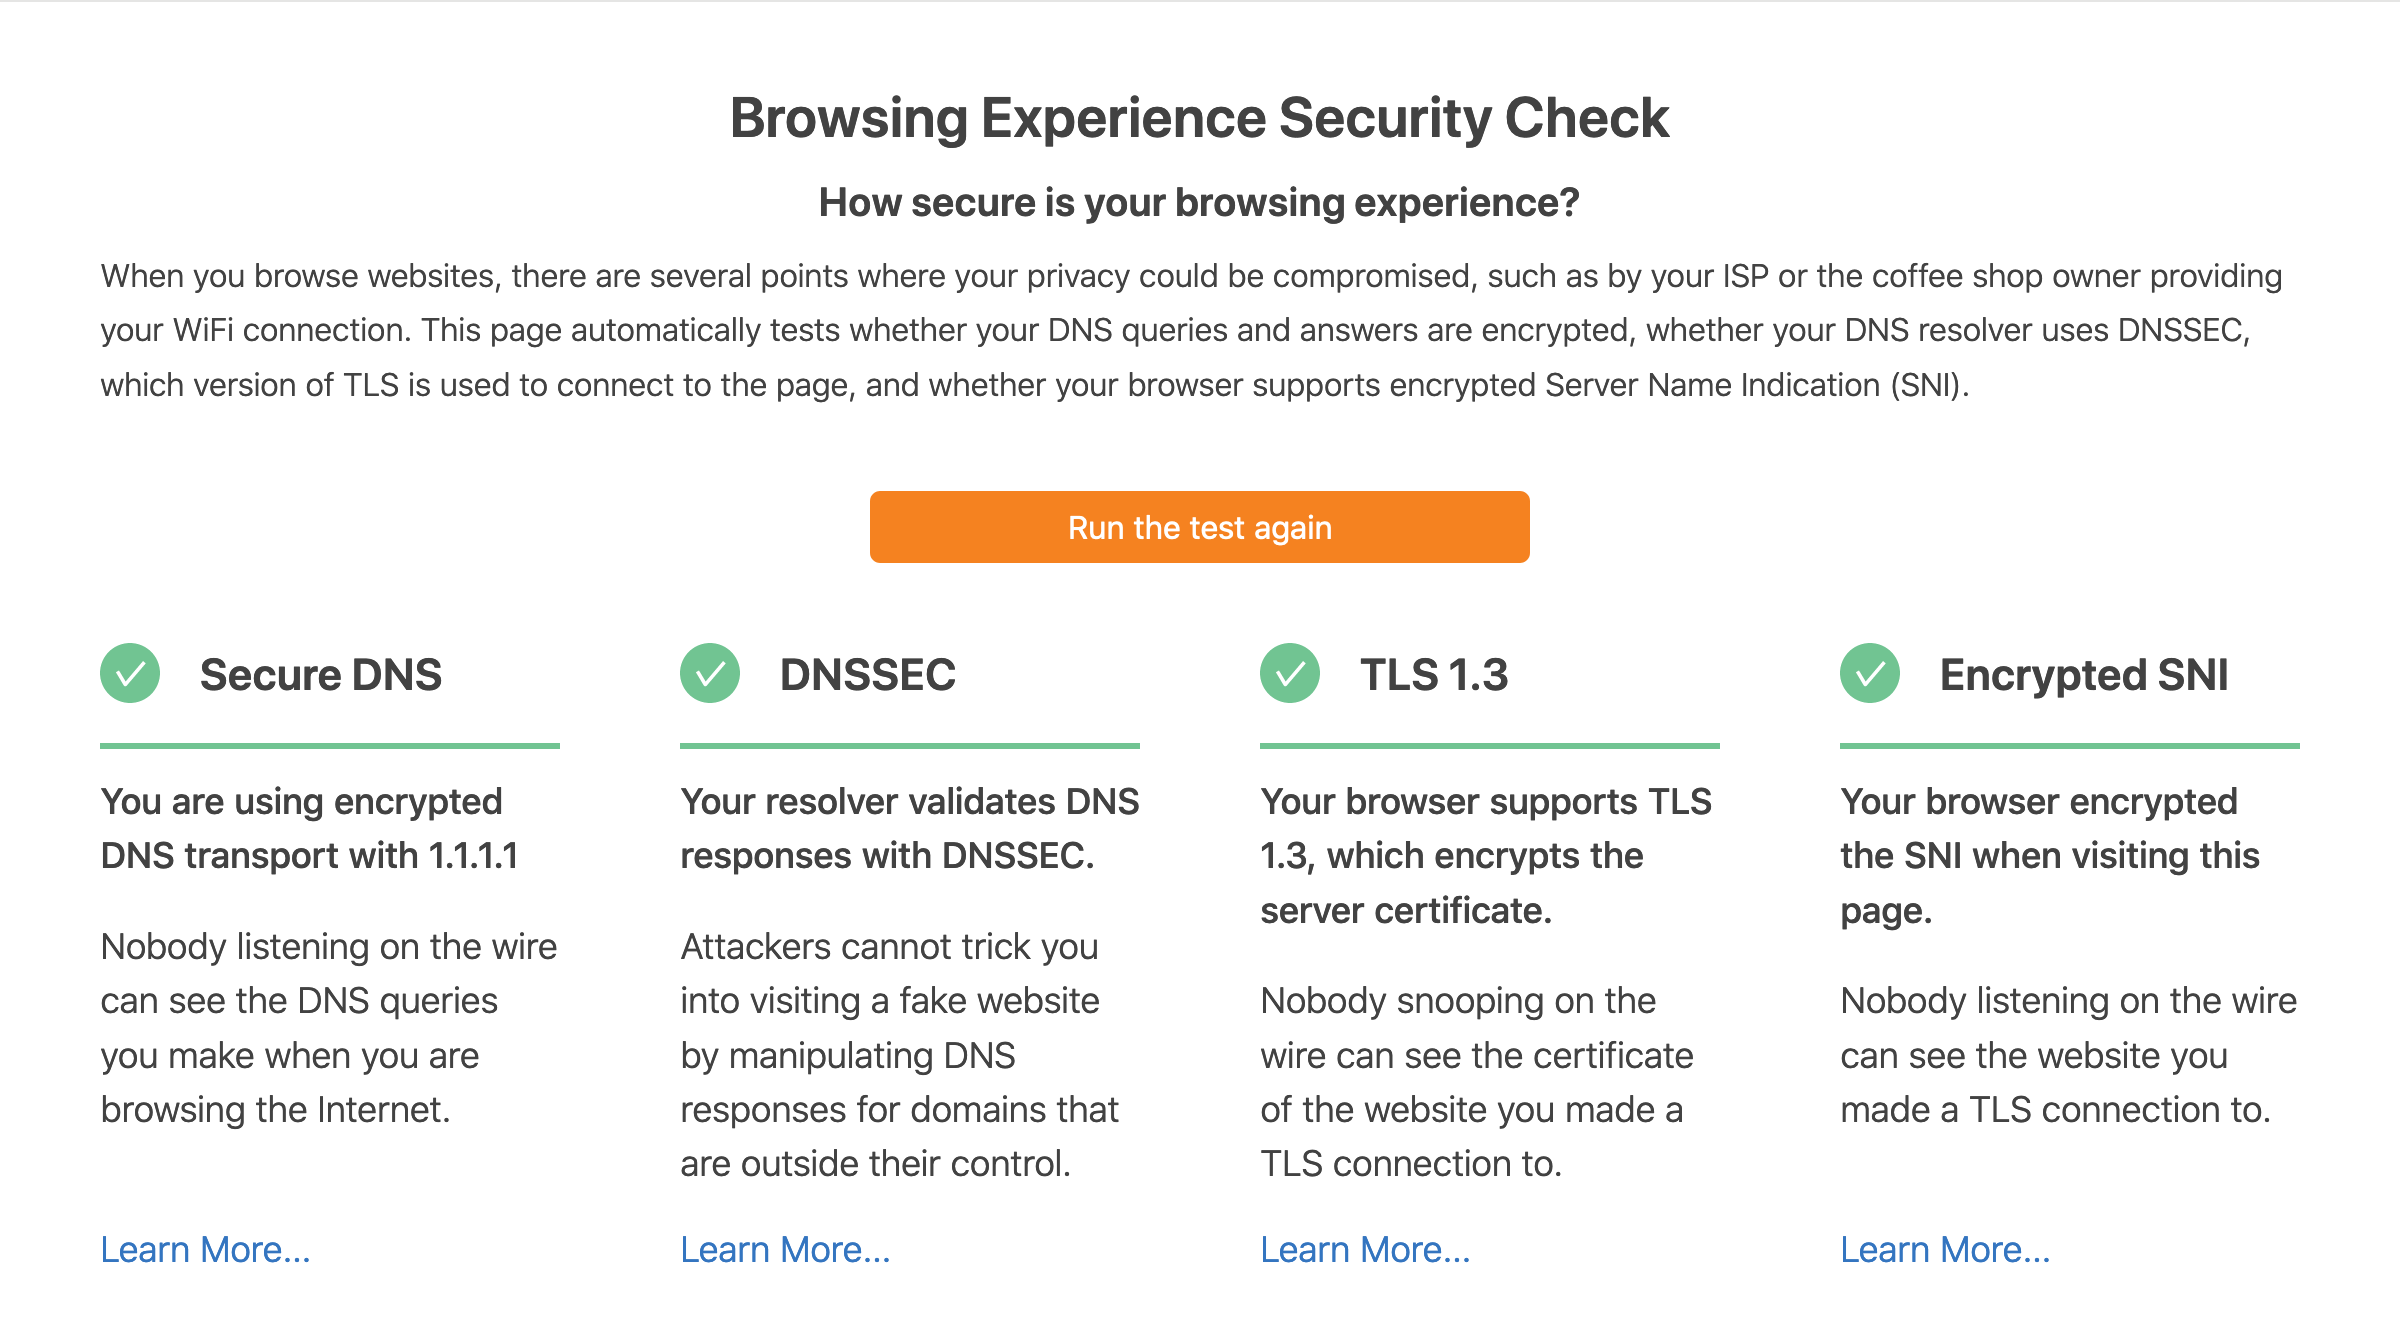 Browsing Experience Security Check
How secure is your browsing experience?
When you browse websites, there are several points where your privacy could be compromised, such as by your ISP or the coffee shop owner providing
your WiFi connection. This page automatically tests whether your DNS queries and answers are encrypted, whether your DNS resolver uses DNSSEC,
which version of TLS is used to connect to the page, and whether your browser supports encrypted Server Name Indication (SNI).
Run the test again
Secure DNS
You are using encrypted
DNS transport with 1.1.1.1
Nobody listening on the wire
can see the DNS queries
you make when you are
browsing the Internet.
Learn More...
DNSSEC
Your resolver validates DNS
responses with DNSSEC.
Attackers cannot trick you
into visiting a fake website
by manipulating DNS
responses for domains that
are outside their control.
Learn More...
TLS 1.3
Your browser supports TLS
1.3, which encrypts the
server certificate.
Nobody snooping on the
wire can see the certificate
of the website you made a
TLS connection to.
Learn More...
Encrypted SNI
Your browser encrypted
the SNI when visiting this
page.
Nobody listening on the wire
can see the website you
made a TLS connection to.
Learn More...